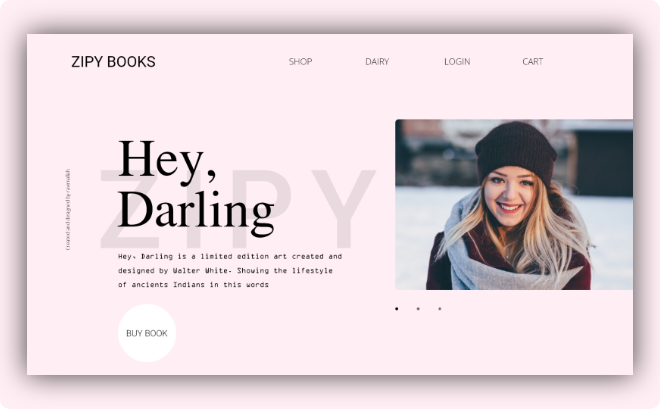 ZIPY BOOKS
SHOP DAIRY LOGIN CART
ZIPY
Hey,
Darling
Hey, Darling is a limited edition art created and
designed by Walter White. Showing the lifestyle
of ancients Indians in this words
BUY BOOK
Created and designed by